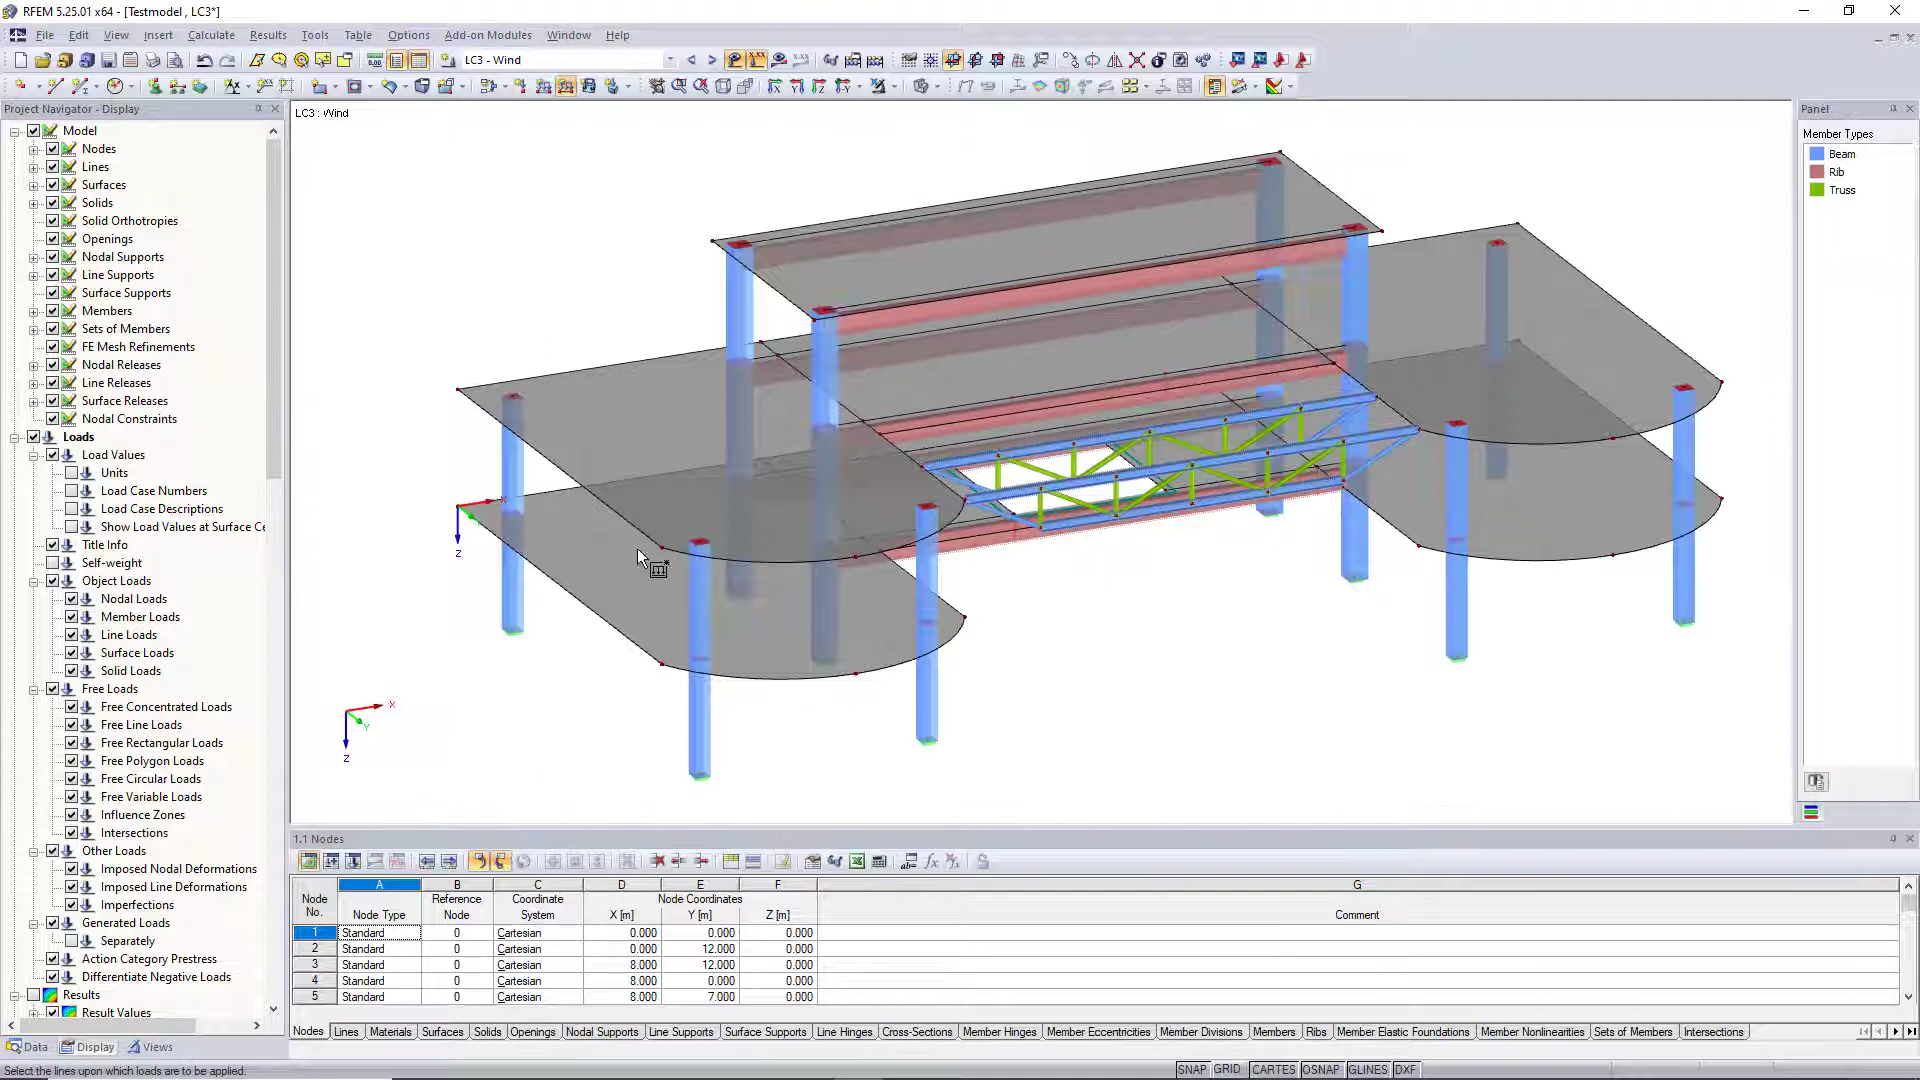 RFEM 5.25.01 x64 - [Testmodel , LC3*]
File Edit View Insert Calculate Results Tools Table Options Add-on Modules Window Help
LC3 - Wind
Project Navigator - Display
Model
Nodes
Lines
Surfaces
Solids
Solid Orthotropies
Openings
Nodal Supports
Line Supports
Surface Supports
Members
Sets of Members
FE Mesh Refinements
Nodal Releases
Line Releases
Surface Releases
Nodal Constraints
Loads
Load Values
Units
Load Case Numbers
Load Case Descriptions
Show Load Values at Surface Ce
Title Info
Self-weight
Object Loads
Nodal Loads
Member Loads
Line Loads
Surface Loads
Solid Loads
Free Loads
Free Concentrated Loads
Free Line Loads
Free Rectangular Loads
Free Polygon Loads
Free Circular Loads
Free Variable Loads
Influence Zones
Intersections
Other Loads
Imposed Nodal Deformations
Imposed Line Deformations
Imperfections
Generated Loads
Separately
Action Category Prestress
Differentiate Negative Loads
Results
Result Values
Data Display Views
LC3 : Wind
X
Z
X
Y
Z
Panel
Member Types
Beam
Rib
Truss
1.1 Nodes
A B C D E F G
Node No. Node Type Reference Node Coordinate System Node Coordinates X [m] Y [m] Z [m] Comment
1 Standard 0 Cartesian 0.000 0.000 0.000
2 Standard 0 Cartesian 0.000 12.000 0.000
3 Standard 0 Cartesian 8.000 12.000 0.000
4 Standard 0 Cartesian 8.000 0.000 0.000
5 Standard 0 Cartesian 8.000 7.000 0.000
Nodes Lines Materials Surfaces Solids Openings Nodal Supports Line Supports Surface Supports Line Hinges Cross-Sections Member Hinges Member Eccentricities Member Divisions Members Ribs Member Elastic Foundations Member Nonlinearities Sets of Members Intersections
Select the lines upon which loads are to be applied.
SNAP GRID CARTES OSNAP GLINES DXF